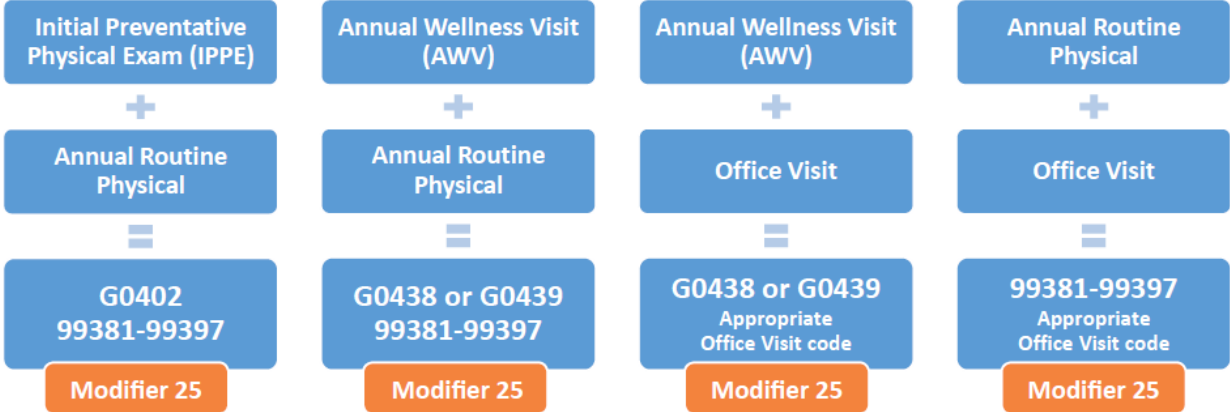 Initial Preventative
Physical Exam (IPPE)
+
Annual Routine
Physical
=
G0402
99381-99397
Modifier 25
Annual Wellness Visit
(AWV)
+
Annual Routine
Physical
=
G0438 or G0439
99381-99397
Modifier 25
Annual Wellness Visit
(AWV)
+
Office Visit
=
G0438 or G0439
Appropriate
Office Visit code
Modifier 25
Annual Routine
Physical
+
Office Visit
=
99381-99397
Appropriate
Office Visit code
Modifier 25